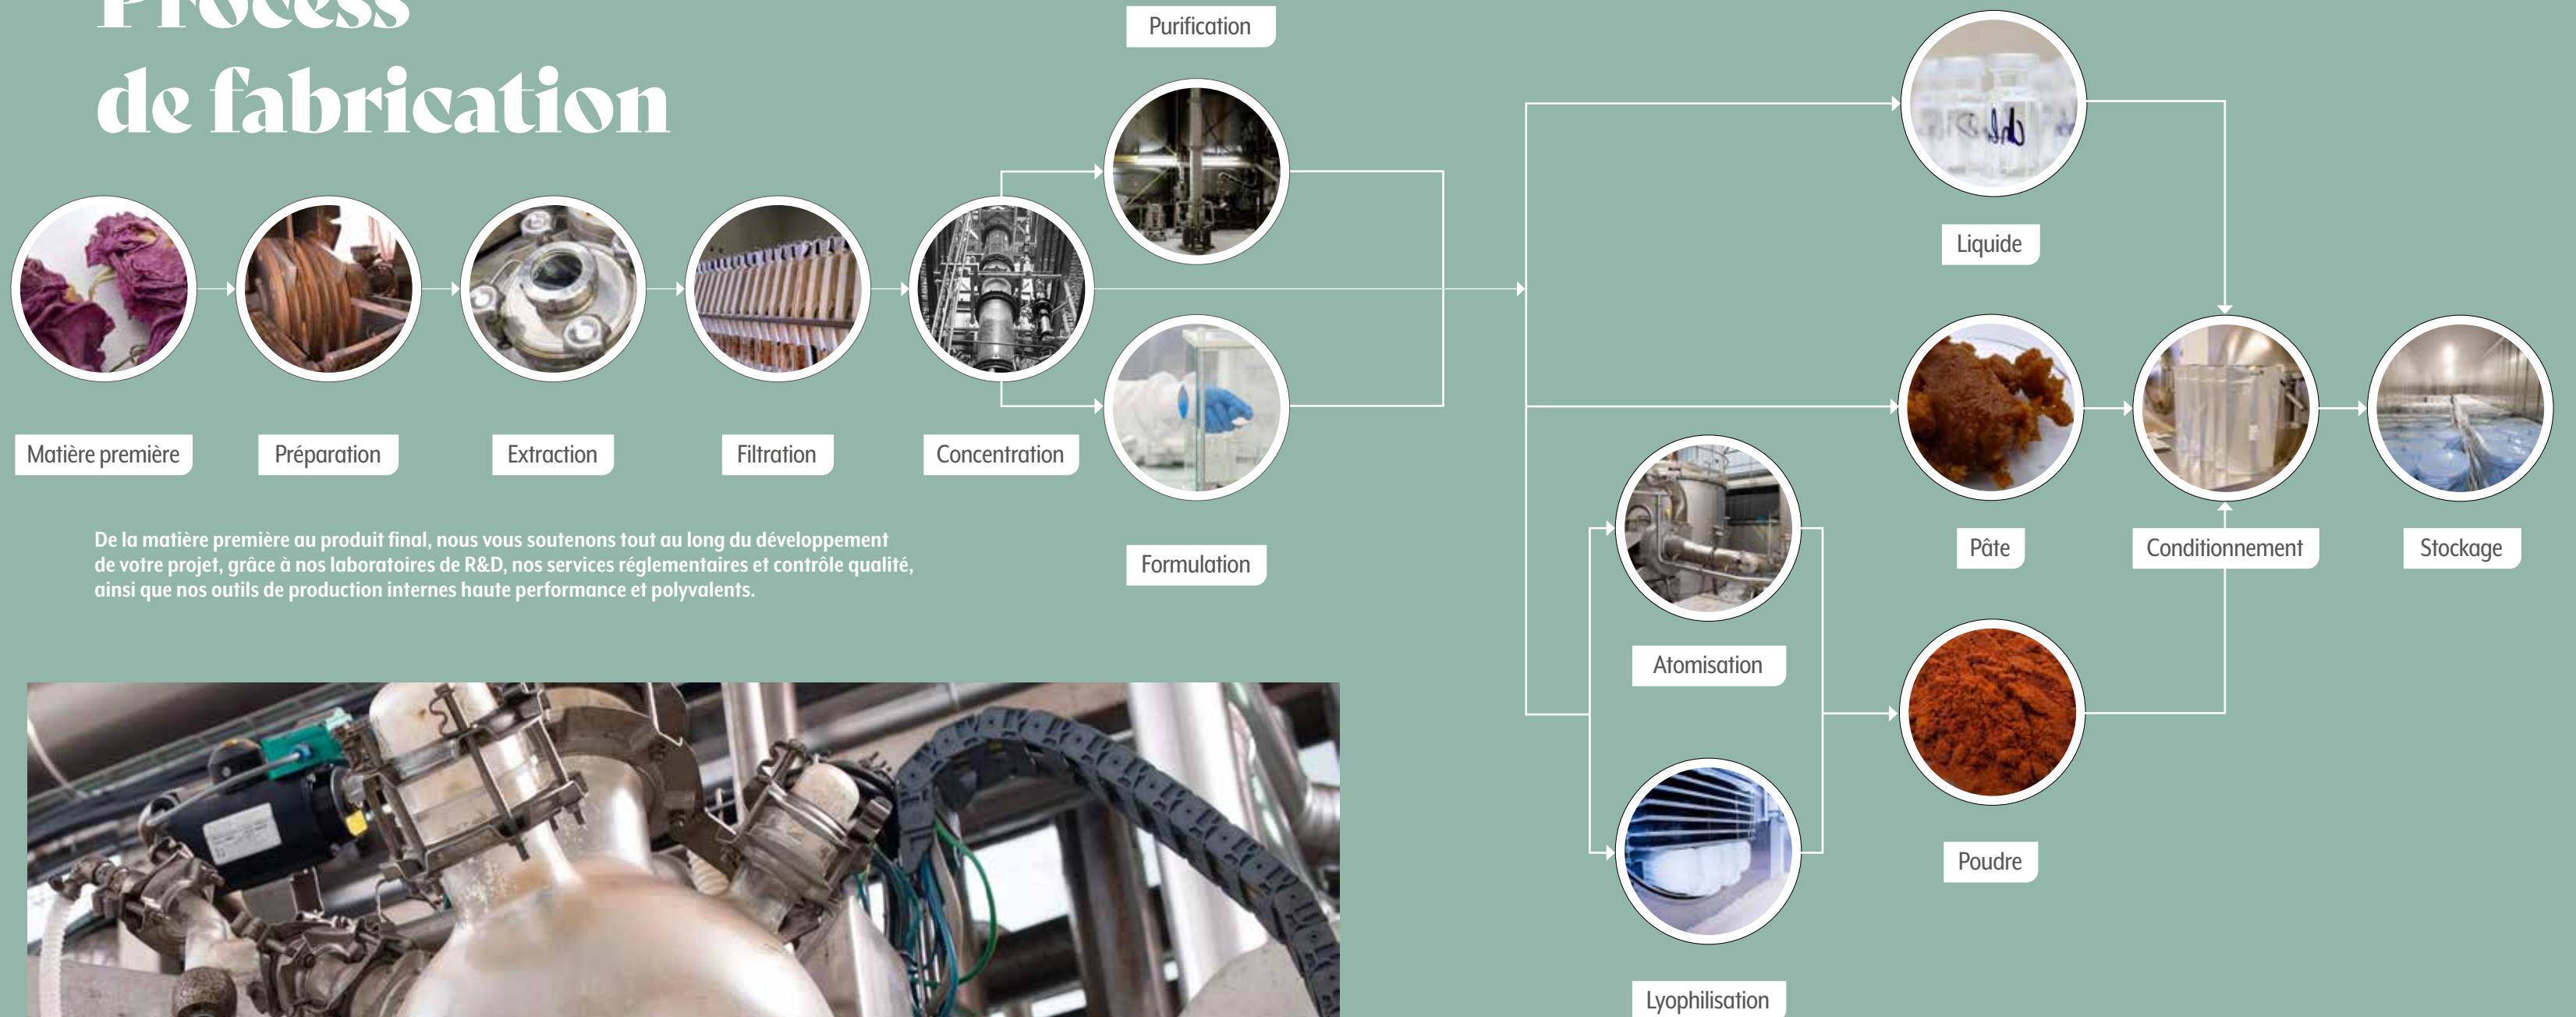 Process
de fabrication
Matière première
Préparation
Extraction
Filtration
Concentration
Purification
Formulation
De la matière première au produit final, nous vous soutenons tout au long du développement
de votre projet, grâce à nos laboratoires de R&D, nos services réglementaires et contrôle qualité,
ainsi que nos outils de production internes haute performance et polyvalents.
Atomisation
Lyophilisation
Liquide
Pâte
Poudre
Conditionnement
Stockage